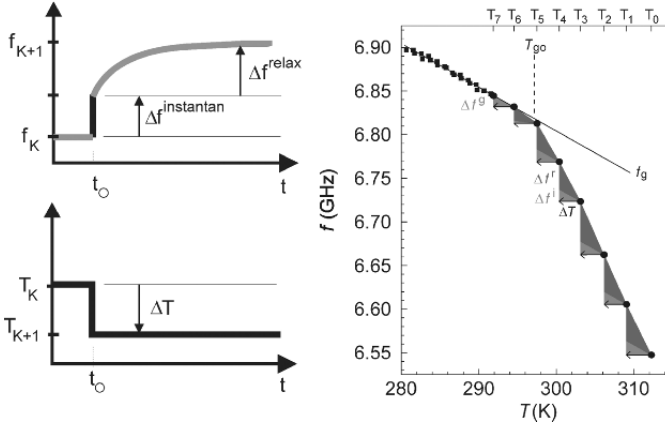 f_{K+1}
Δf^{relax}
Δf^{instantan}
f_K
t_O
t
T_K
ΔT
T_{K+1}
t_O
t
T_7 T_6 T_5 T_4 T_3 T_2 T_1 T_0
T_{go}
6.90
6.85
6.80
6.75
6.70
6.65
6.60
6.55
f (GHz)
Δf^g
f_g
Δf^r
Δf^i
ΔT
280 290 300 310
T(K)